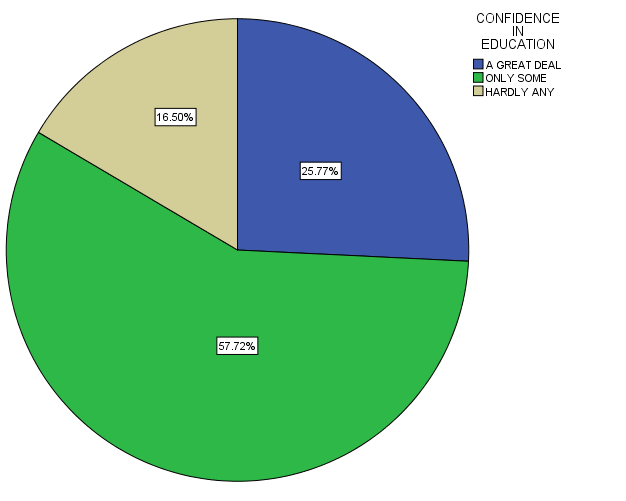 CONFIDENCE
IN
EDUCATION
A GREAT DEAL
ONLY SOME
HARDLY ANY
16.50%
25.77%
57.72%